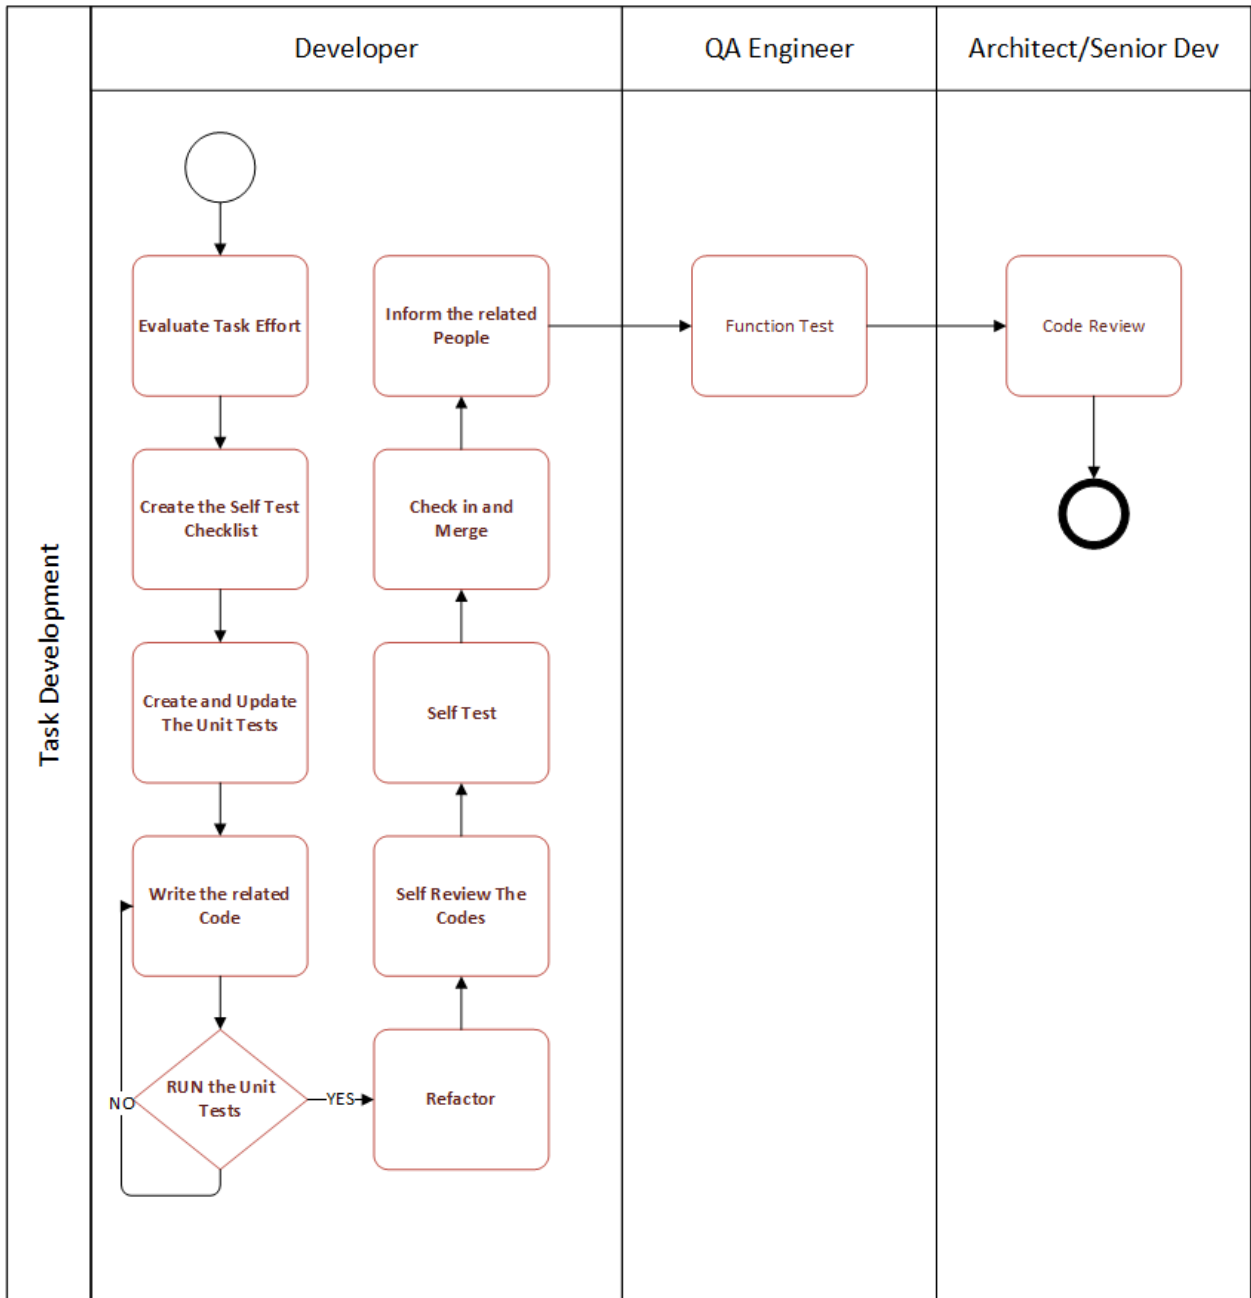 Developer
QA Engineer
Architect/Senior Dev
Task Development
Evaluate Task Effort
Create the Self Test
Checklist
Create and Update
The Unit Tests
Write the related
Code
RUN the Unit
Tests
NO
YES
Refactor
Self Review The
Codes
Self Test
Check in and
Merge
Inform the related
People
Function Test
Code Review